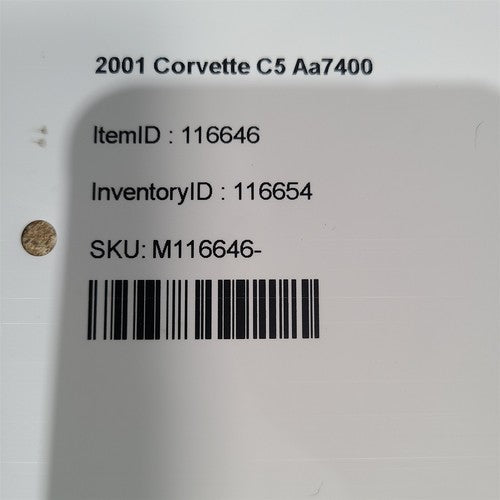 2001 Corvette C5 Aa7400
ItemID : 116646
InventoryID : 116654
SKU: M116646-